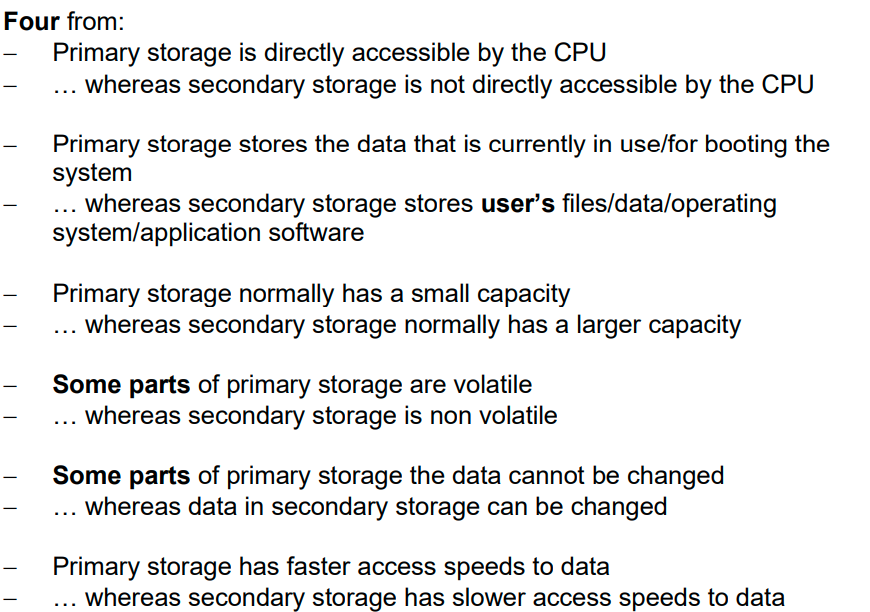 Four from:
– Primary storage is directly accessible by the CPU
– … whereas secondary storage is not directly accessible by the CPU
– Primary storage stores the data that is currently in use/for booting the
system
– … whereas secondary storage stores user’s files/data/operating
system/application software
– Primary storage normally has a small capacity
– … whereas secondary storage normally has a larger capacity
– Some parts of primary storage are volatile
– … whereas secondary storage is non volatile
– Some parts of primary storage the data cannot be changed
– … whereas data in secondary storage can be changed
– Primary storage has faster access speeds to data
– … whereas secondary storage has slower access speeds to data